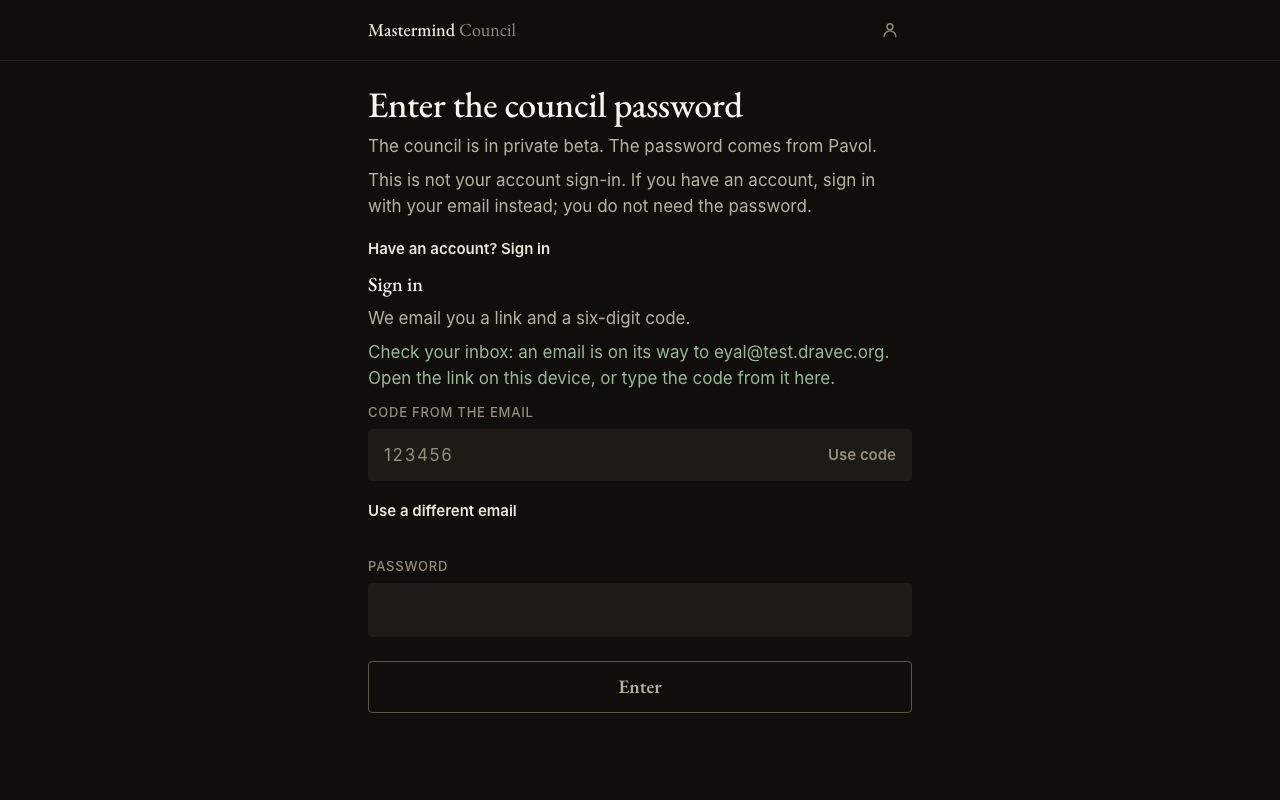 Mastermind Council
Enter the council password
The council is in private beta. The password comes from Pavol.
This is not your account sign-in. If you have an account, sign in
with your email instead; you do not need the password.
Have an account? Sign in
Sign in
We email you a link and a six-digit code.
Check your inbox: an email is on its way to eyal@test.dravec.org.
Open the link on this device, or type the code from it here.
CODE FROM THE EMAIL
123456 Use code
Use a different email
PASSWORD
Enter